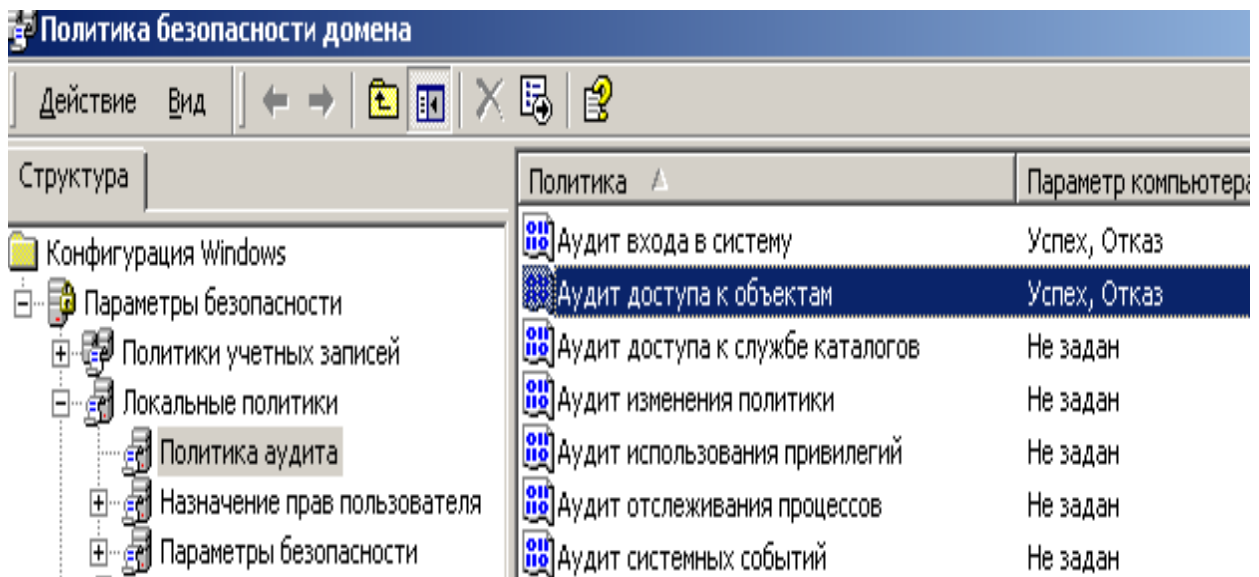 Политика безопасности домена
Действие Вид
Структура
Политика Параметр компьютера
Конфигурация Windows
Параметры безопасности
Политики учетных записей
Локальные политики
Политика аудита
Назначение прав пользователя
Параметры безопасности
Аудит входа в систему Успех, Отказ
Аудит доступа к объектам Успех, Отказ
Аудит доступа к службе каталогов Не задан
Аудит изменения политики Не задан
Аудит использования привилегий Не задан
Аудит отслеживания процессов Не задан
Аудит системных событий Не задан